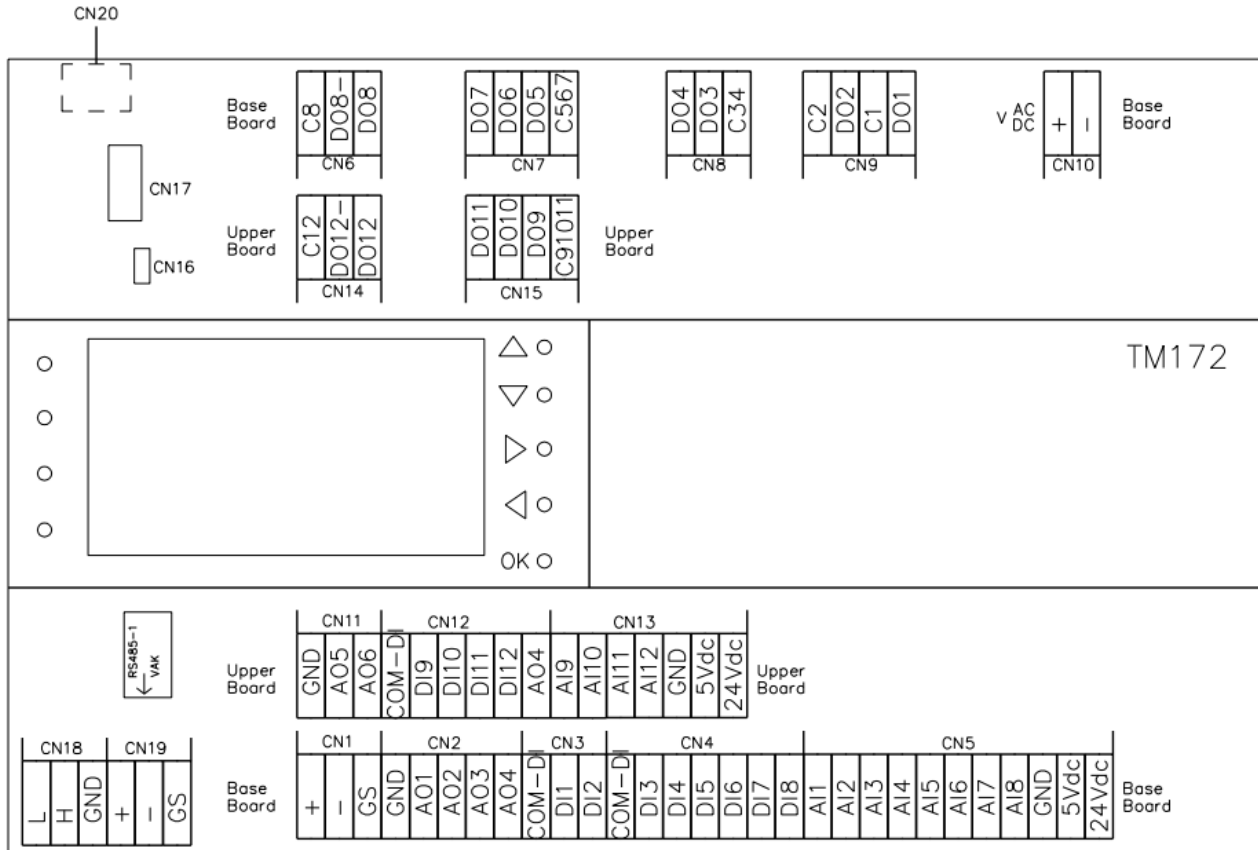 CN20
Base Board
C8 DO8- DO8
CN6
DO7 DO6 DO5 C567
CN7
DO4 DO3 C34
CN8
C2 DO2 C1 DO1
CN9
V AC DC
+ -
CN10
Base Board
CN17
CN16
Upper Board
C12 DO12- DO12
CN14
DO11 DO10 DO9 C91011
CN15
Upper Board
TM172
OK
RS485-1
VAK
Upper Board
CN11
GND AO5 AO6
CN12
COM-DI DI9 DI10 DI11 DI12 AO4
CN13
AI9 AI10 AI11 AI12 GND 5Vdc 24Vdc
Upper Board
CN18
L H GND
CN19
+ - GS
Base Board
CN1
+ - GS
CN2
GND AO1 AO2 AO3 AO4
CN3
COM-DI DI1 DI2
CN4
COM-DI DI3 DI4 DI5 DI6 DI7 DI8
CN5
AI1 AI2 AI3 AI4 AI5 AI6 AI7 AI8 GND 5Vdc 24Vdc
Base Board